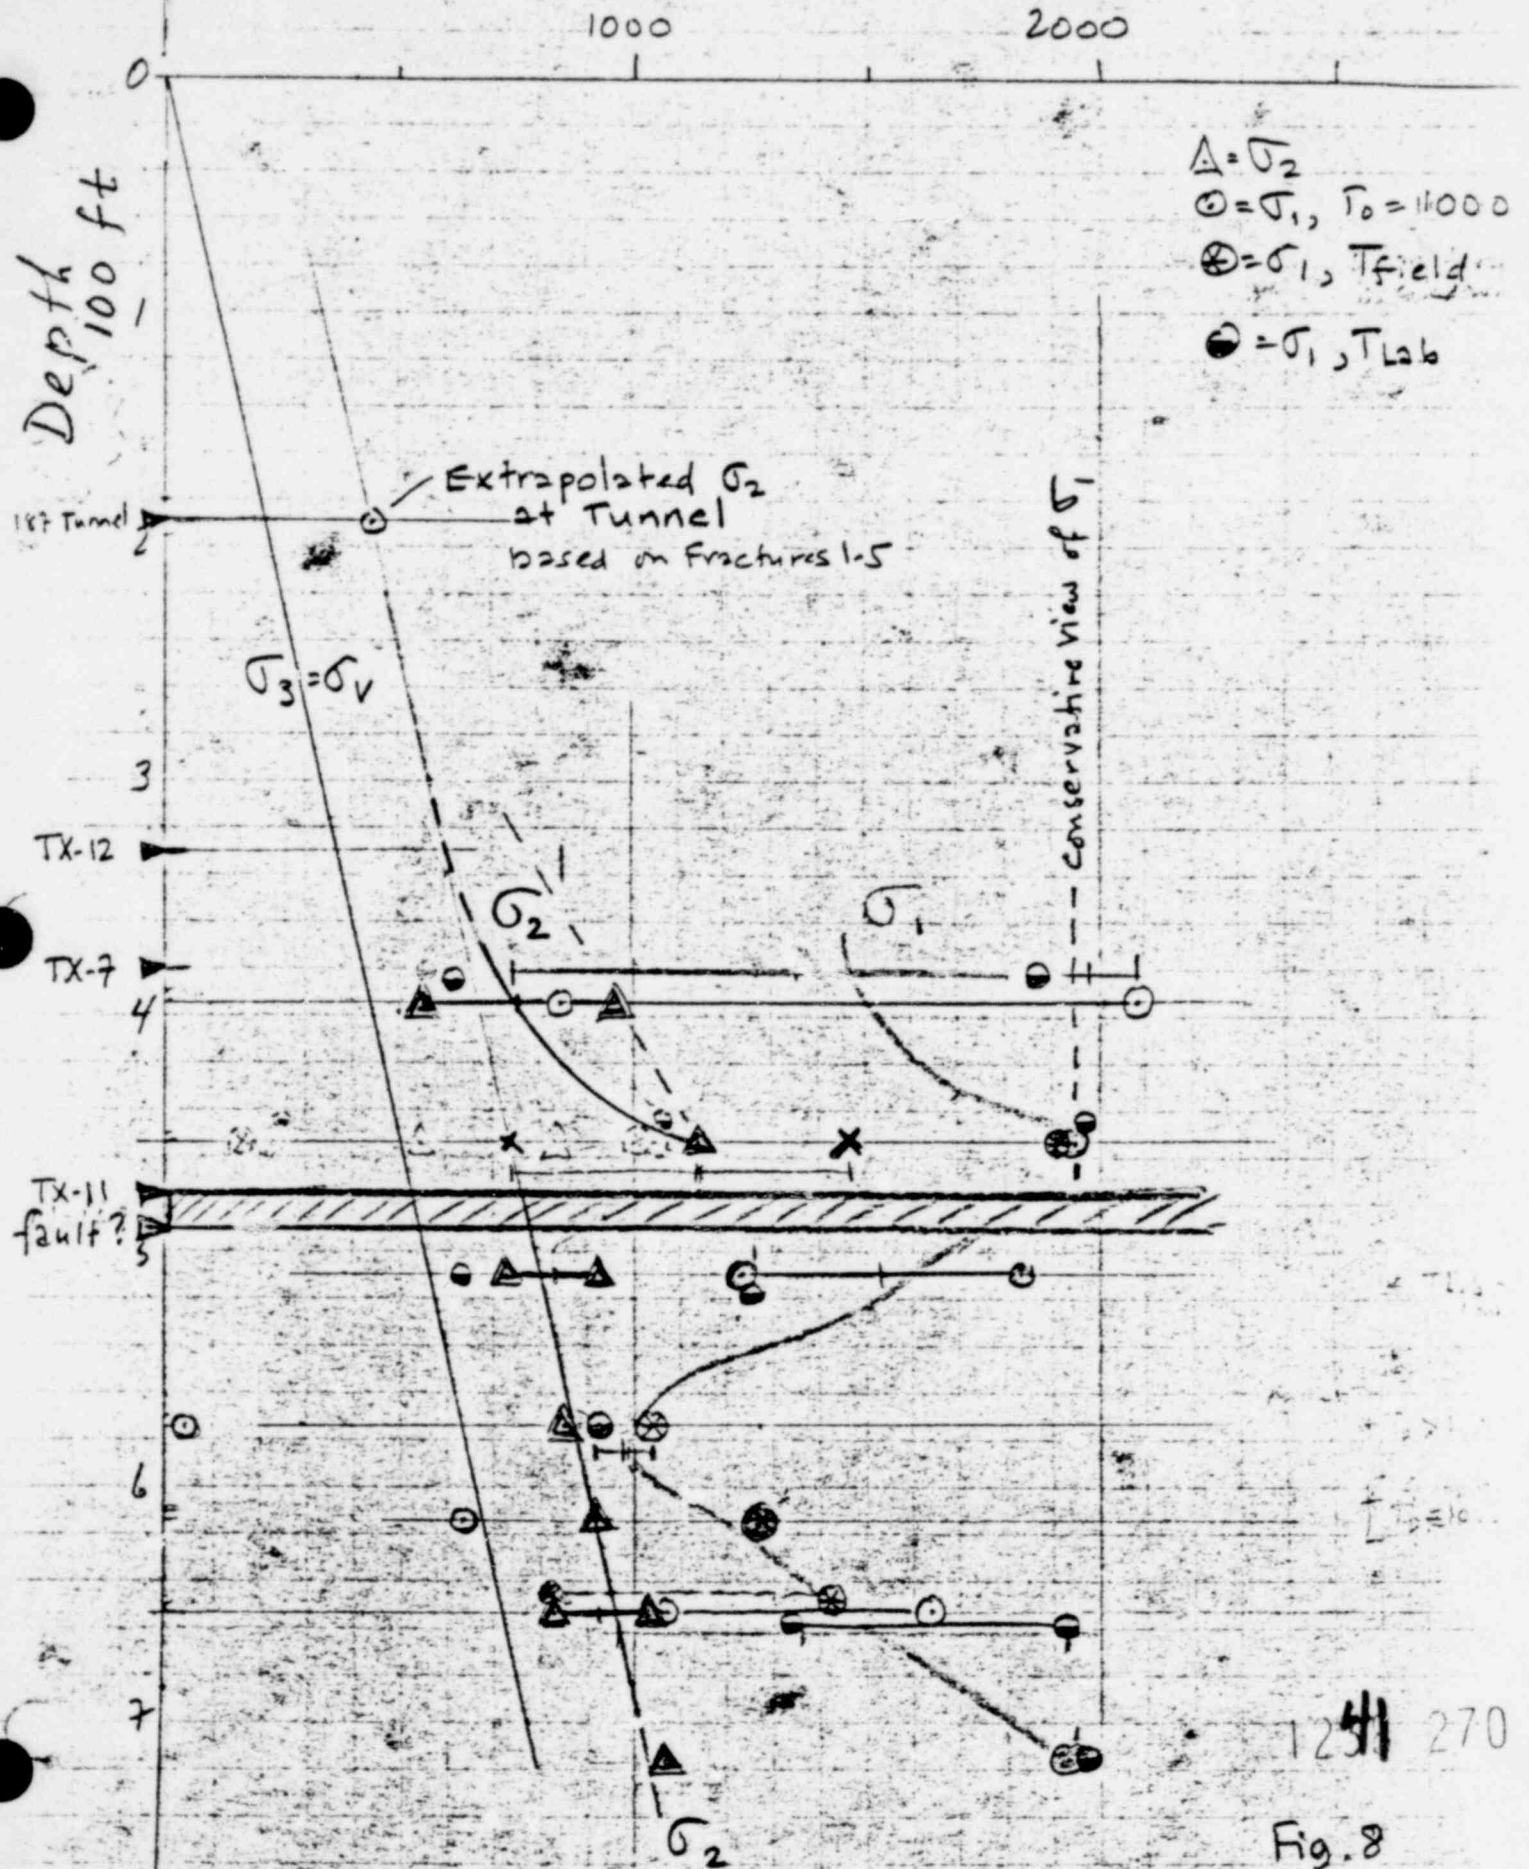 1000 2000
0
Δ = σ2
⊙ = σ1, To = 1000
⊛ = σ1, Tfield
◒ = σ1, TLab
Depth
100 ft
1
Extrapolated σ2
at Tunnel
based on Fractures 1-5
187 Tunnel
2
conservative view of σ1
σ3 = σv
3
TX-12
σ2
σ1
TX-7
4
TX-11
fault?
5
6
7
270
σ2
Fig. 8